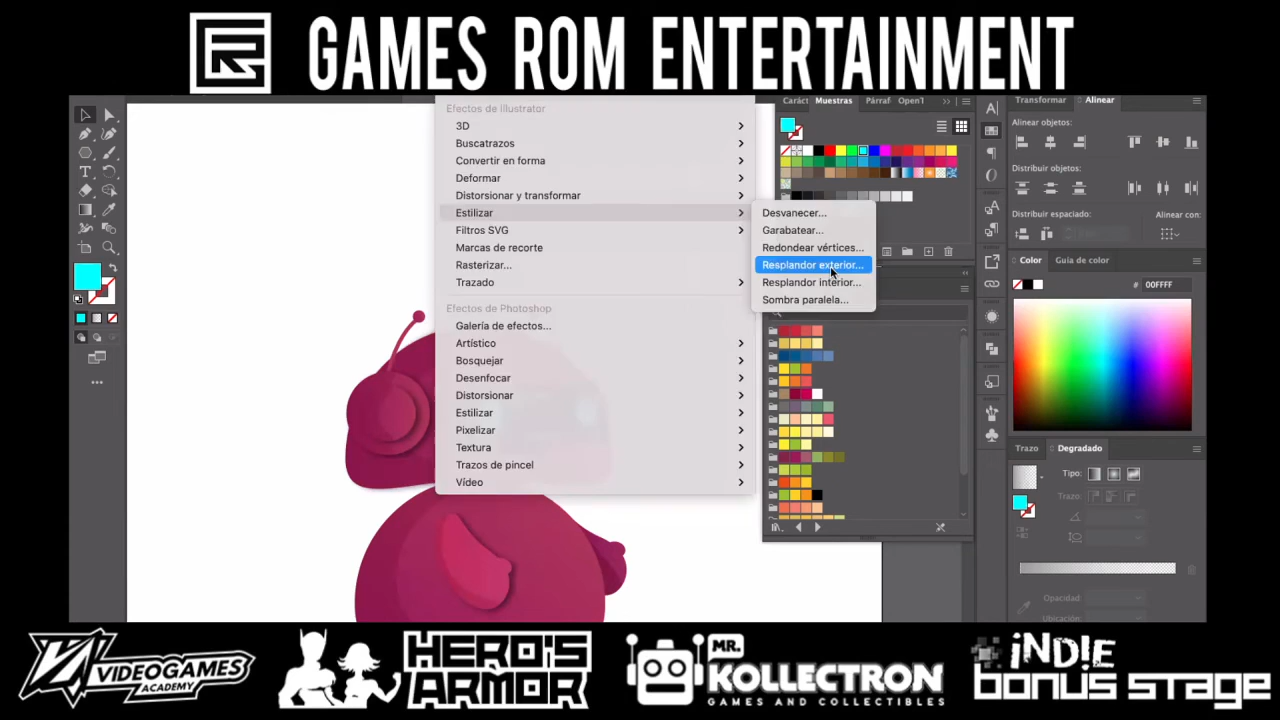 GAMES ROM ENTERTAINMENT
Efectos de Illustrator
3D
Buscatrazos
Convertir en forma
Deformar
Distorsionar y transformar
Estilizar
Filtros SVG
Marcas de recorte
Rasterizar...
Trazado
Efectos de Photoshop
Galería de efectos...
Artístico
Bosquejar
Desenfocar
Distorsionar
Estilizar
Pixelizar
Textura
Trazos de pincel
Vídeo
Desvanecer...
Garabatear...
Redondear vértices...
Resplandor exterior...
Resplandor interior...
Sombra paralela...
Caráct Muestras Párraf OpenT
Transformar Alinear
Alinear objetos:
Distribuir objetos:
Distribuir espaciado: Alinear con:
Color Guía de color
# 00FFFF
Trazo Degradado
Tipo:
Trazo:
Opacidad:
Ubicación:
VIDEOGAMES
ACADEMY
HERO'S
ARMOR
MR.
KOLLECTRON
GAMES AND COLLECTIBLES
INDIE
BONUS STAGE